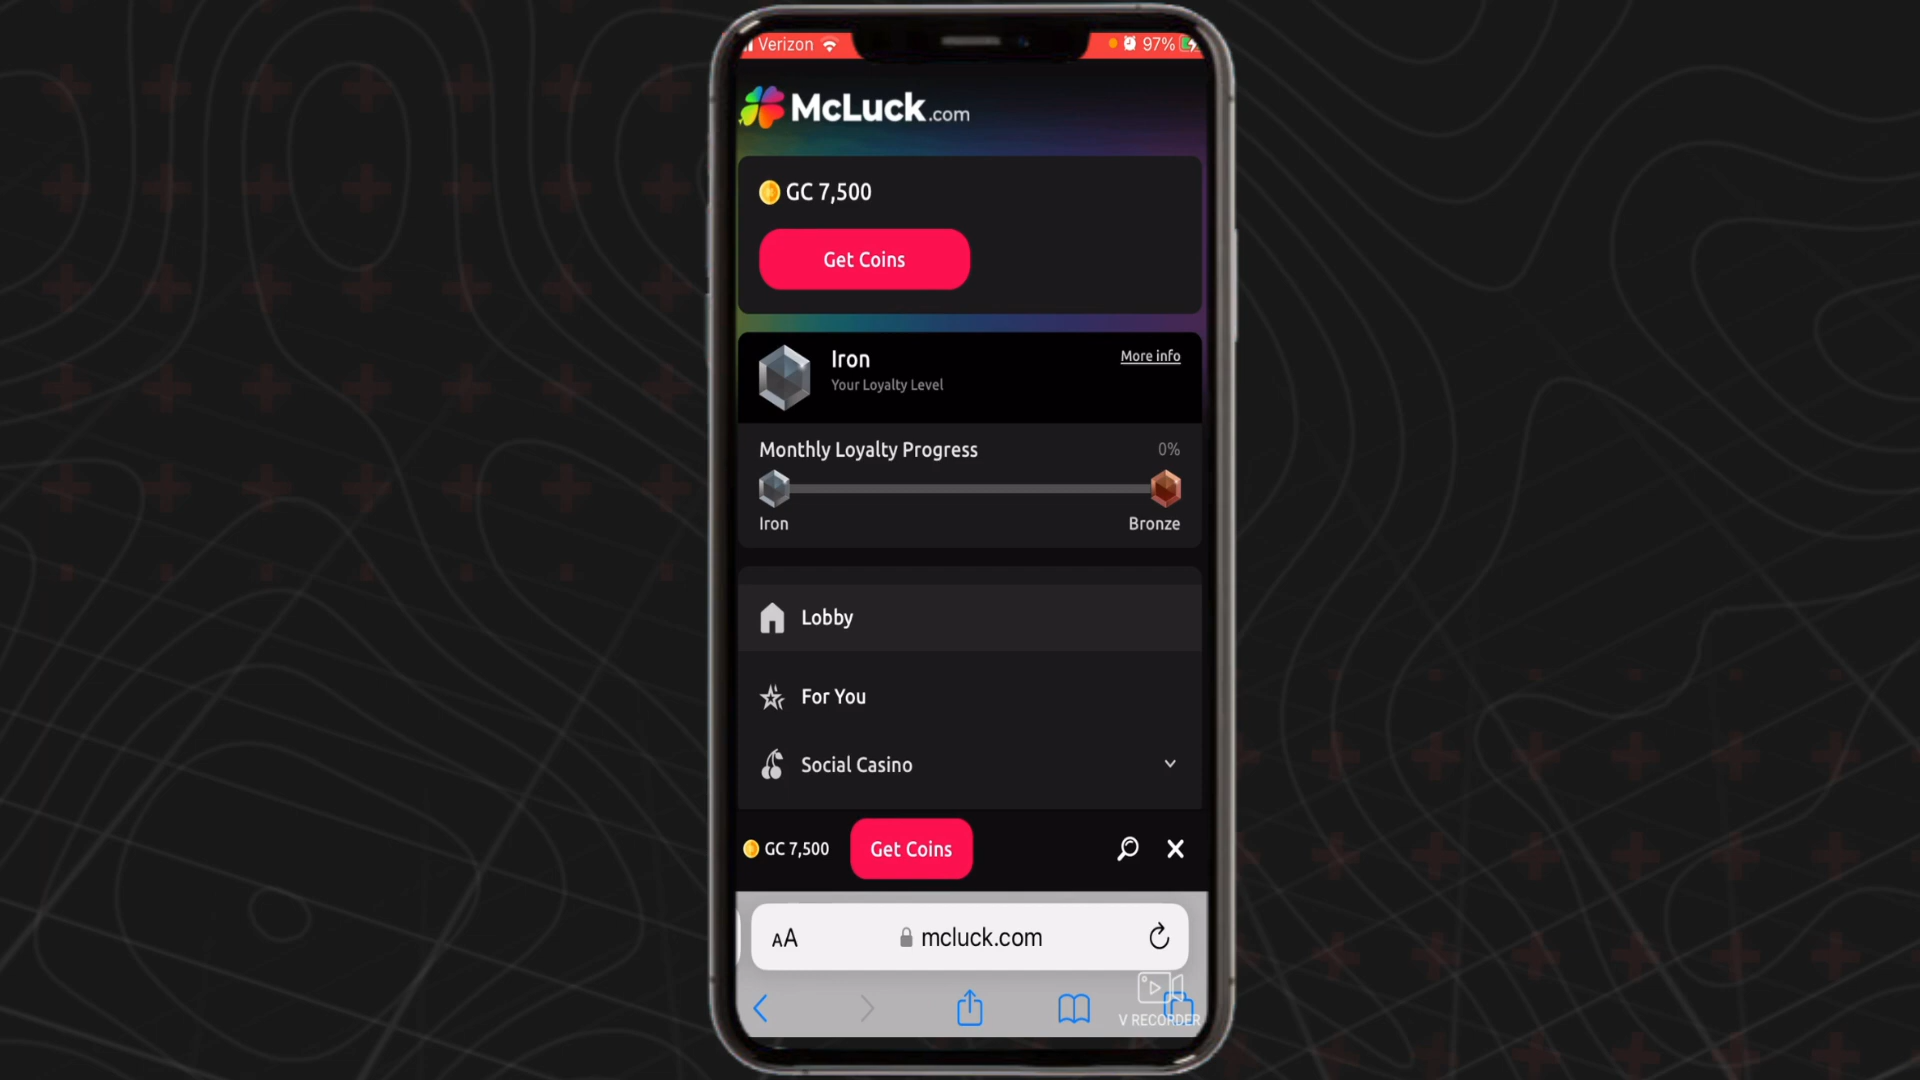 Verizon
97%
McLuck.com
GC 7,500
Get Coins
Iron
More info
Your Loyalty Level
Monthly Loyalty Progress
0%
Iron
Bronze
Lobby
For You
Social Casino
GC 7,500
Get Coins
AA
mcluck.com
V RECORDER